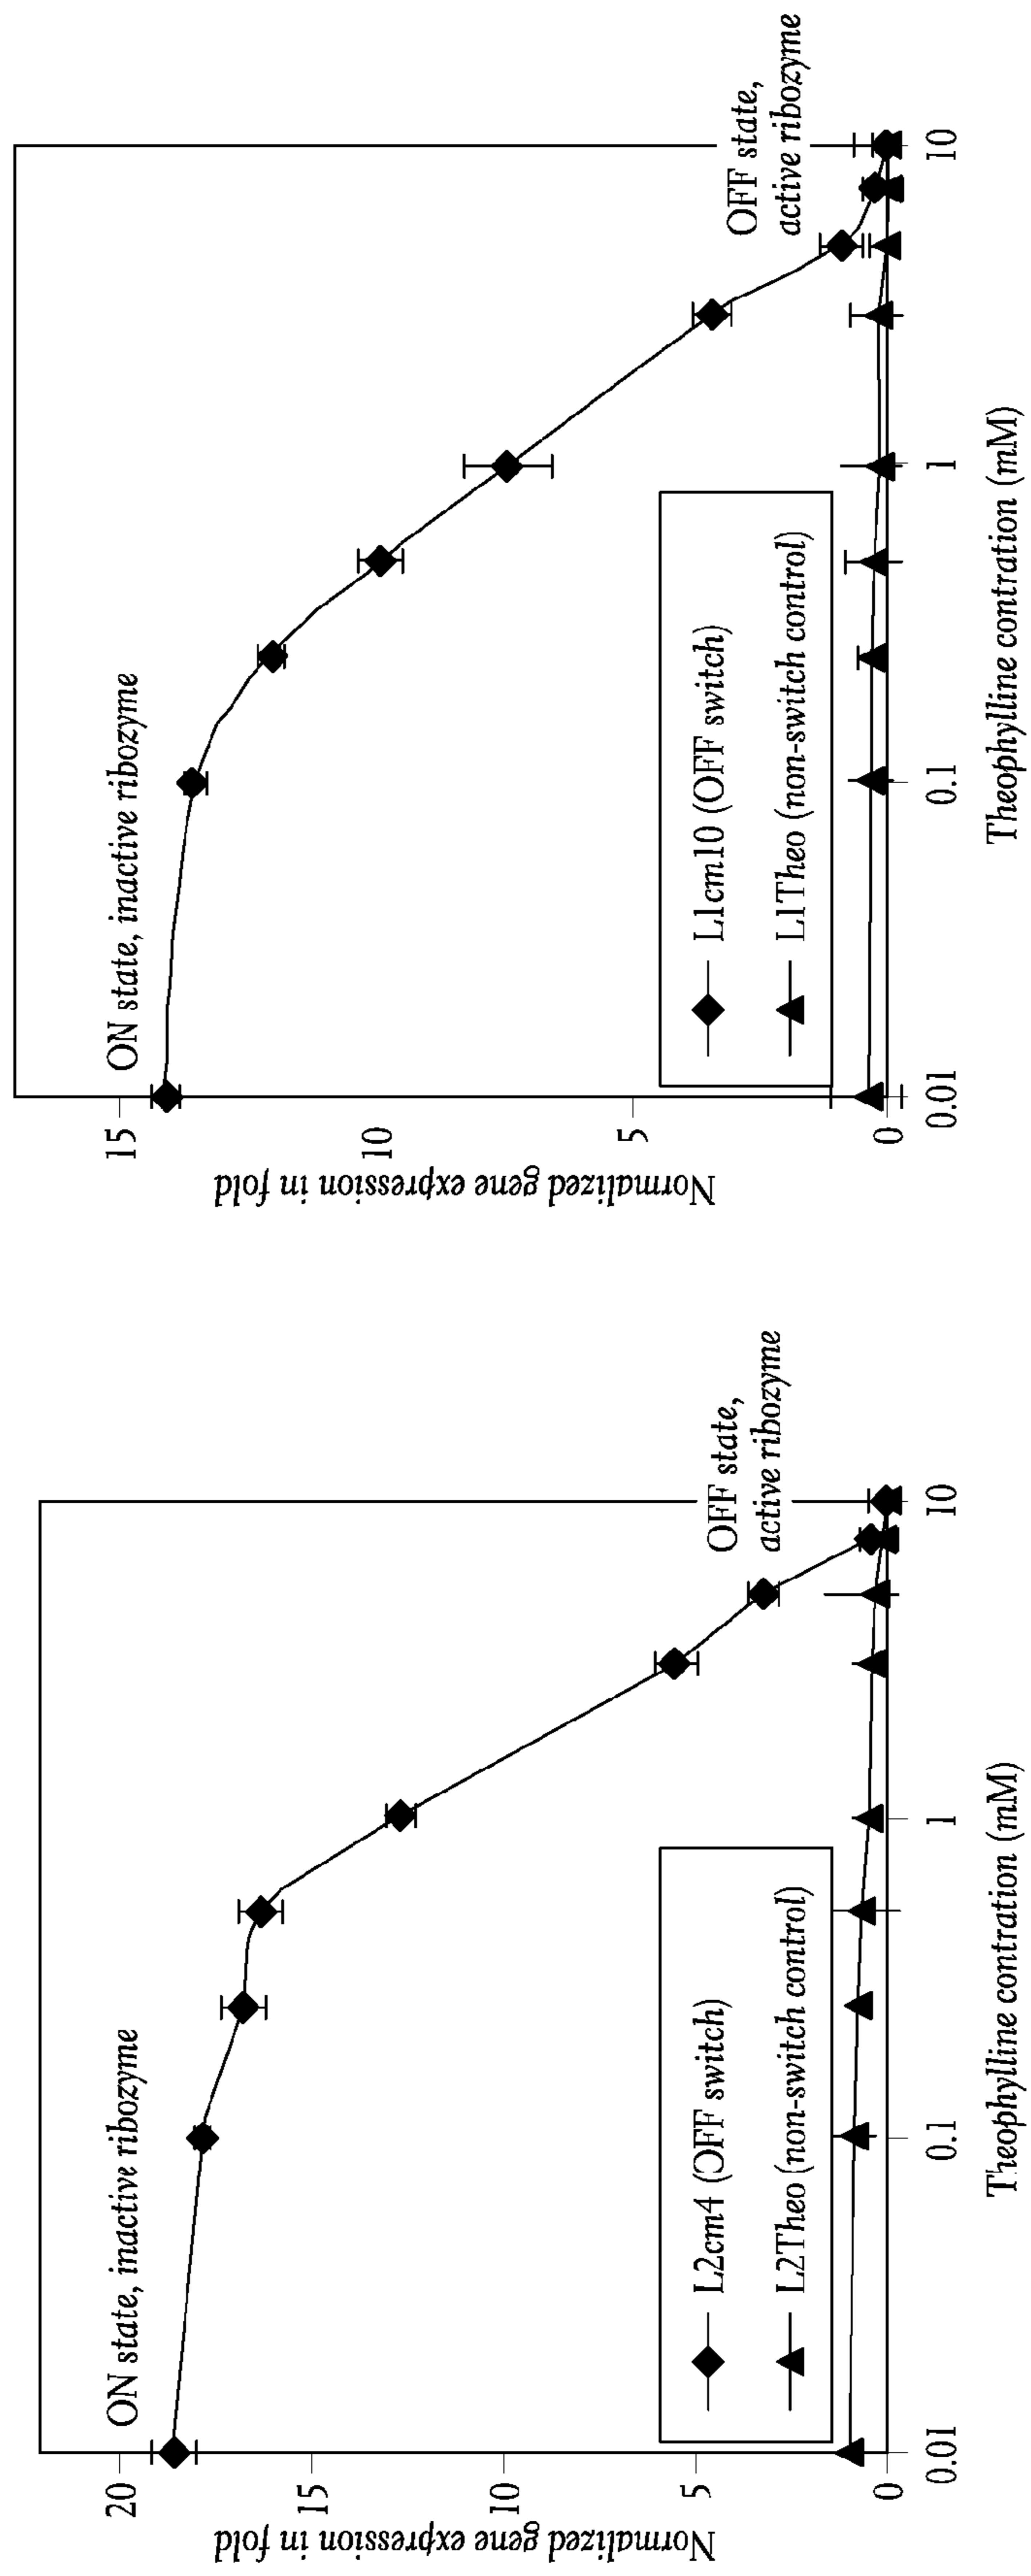 Normalized gene expression in fold
20
15
10
5
0
ON state, inactive ribozyme
OFF state,
active ribozyme
L2cm4 (OFF switch)
L2Theo (non-switch control)
0.01
0.1
1
10
Theophylline contration (mM)
Normalized gene expression in fold
15
10
5
0
ON state, inactive ribozyme
OFF state,
active ribozyme
L1cm10 (OFF switch)
L1Theo (non-switch control)
0.01
0.1
1
10
Theophylline contration (mM)